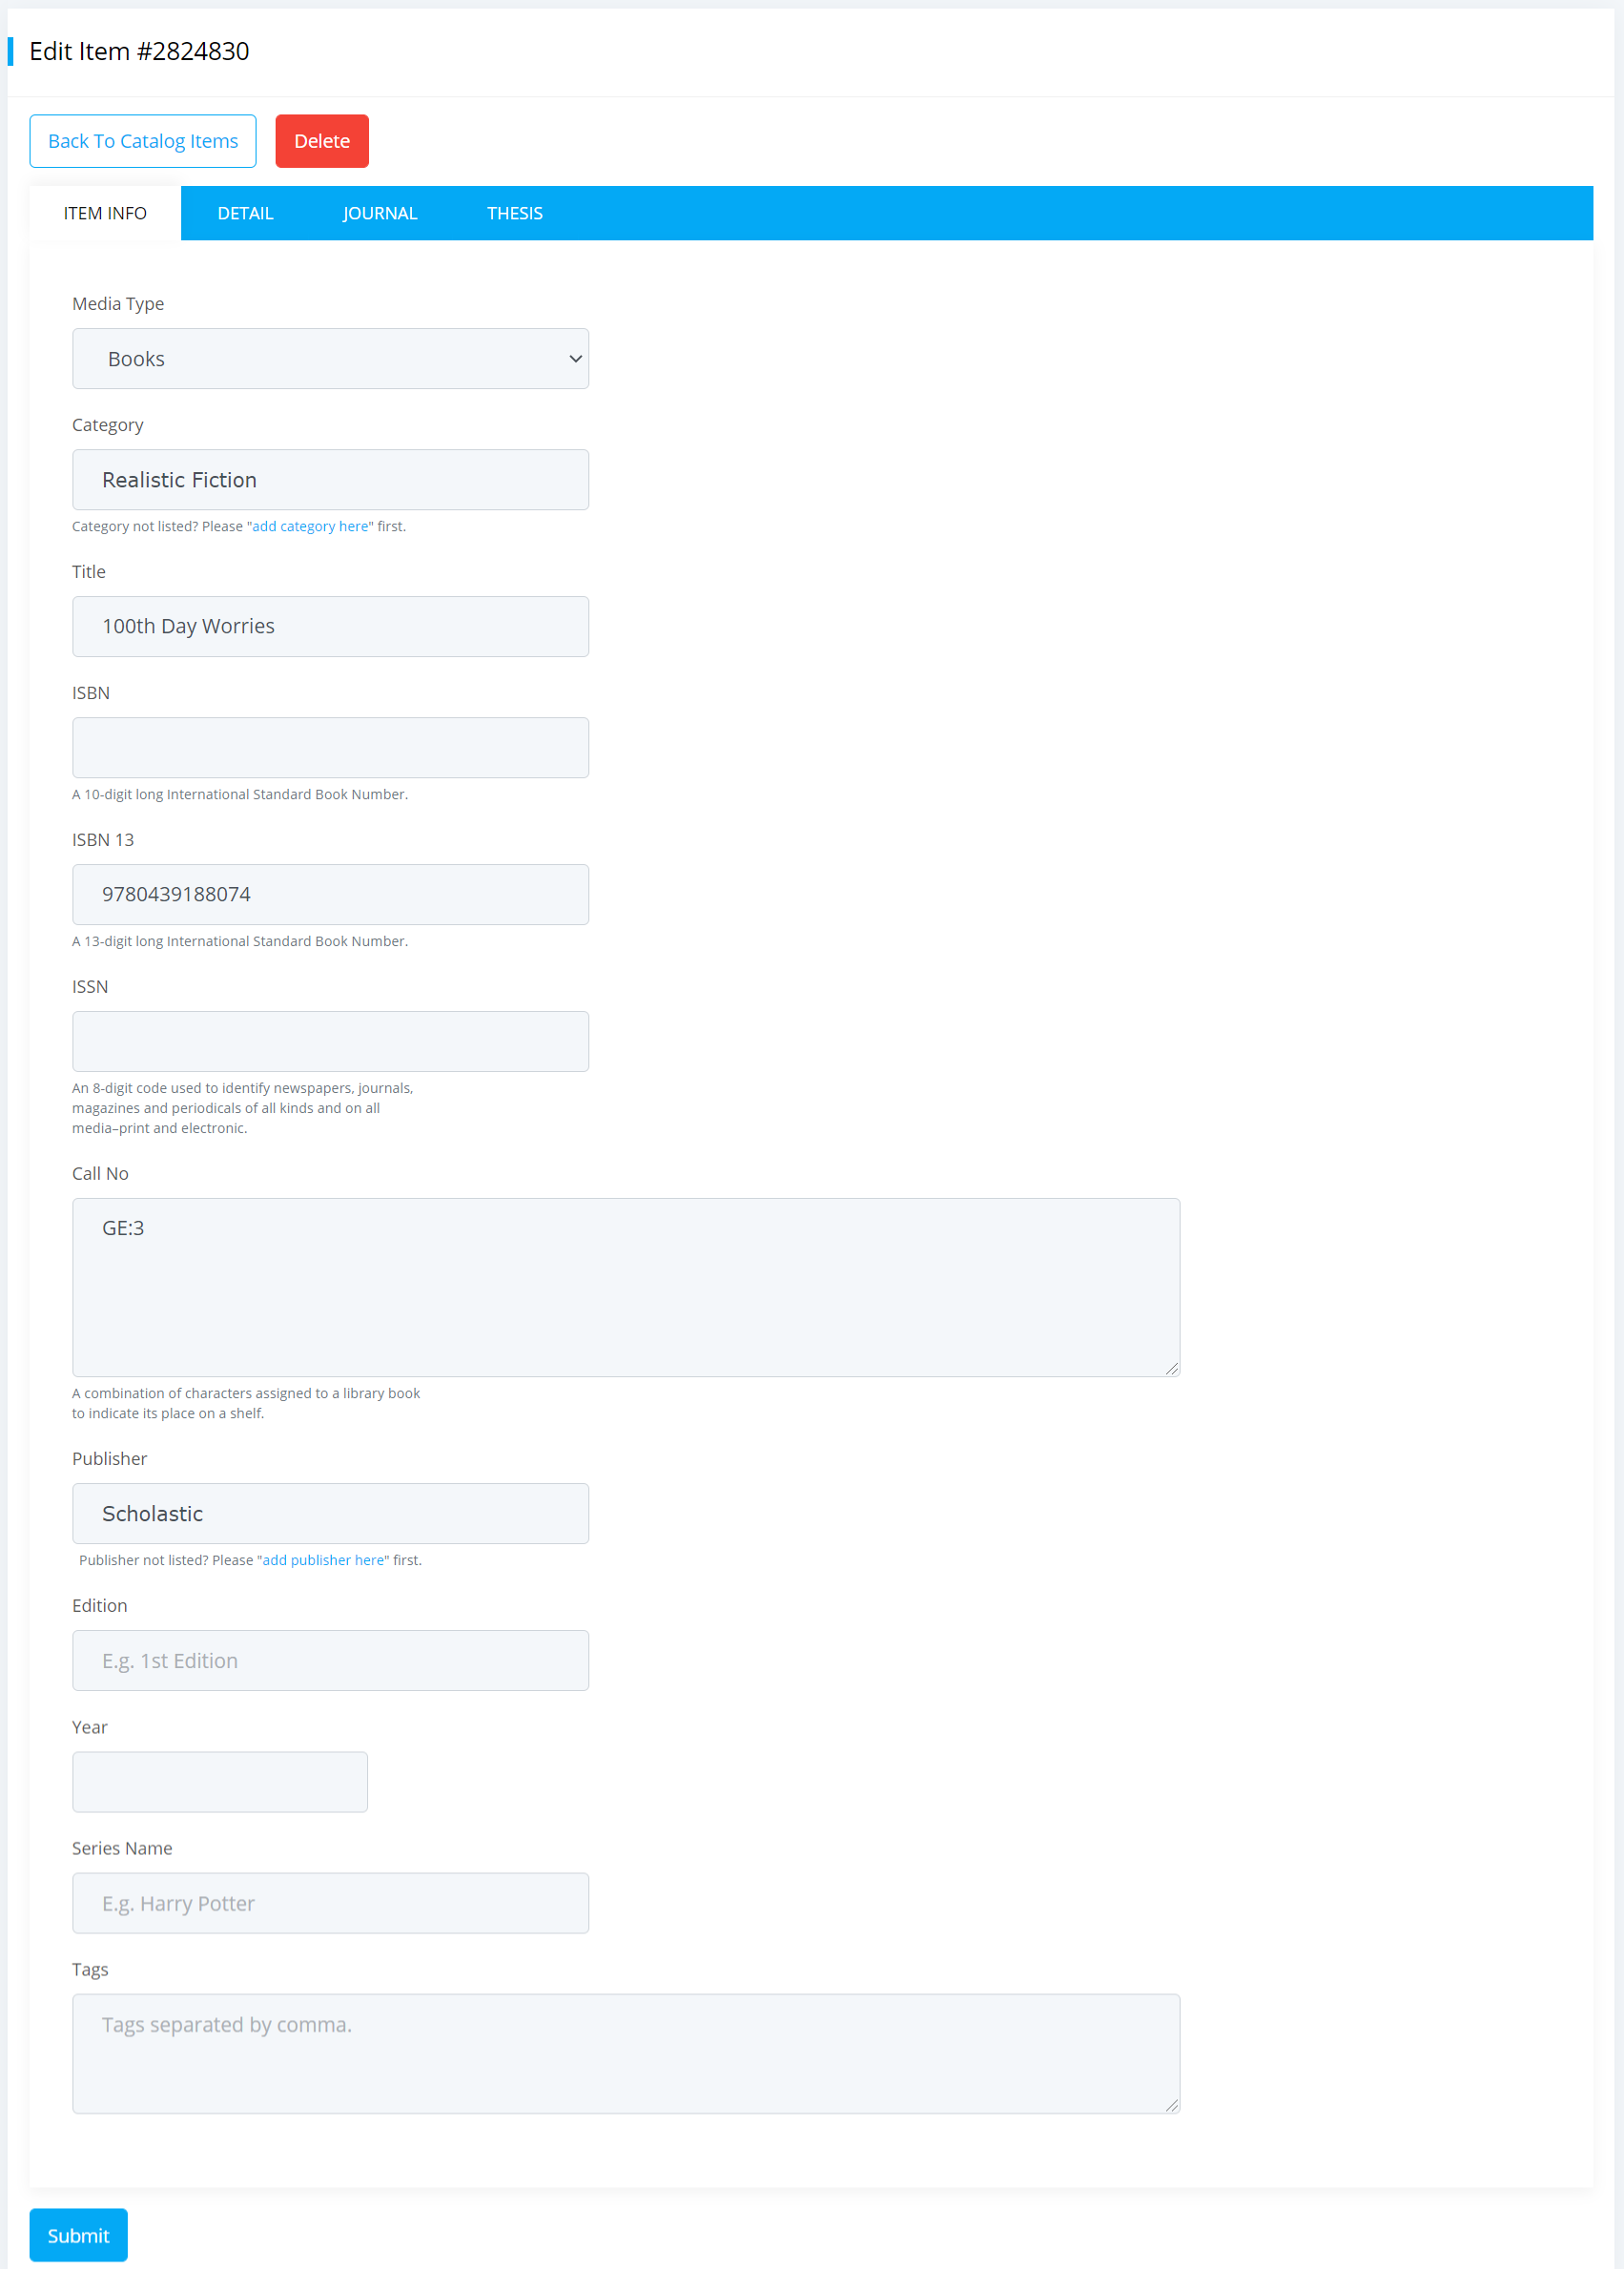 Edit Item #2824830
Back To Catalog Items
Delete
ITEM INFO
DETAIL
JOURNAL
THESIS
Media Type
Books
Category
Realistic Fiction
Category not listed? Please "add category here" first.
Title
100th Day Worries
ISBN
A 10-digit long International Standard Book Number.
ISBN 13
9780439188074
A 13-digit long International Standard Book Number.
ISSN
An 8-digit code used to identify newspapers, journals,
magazines and periodicals of all kinds and on all
media–print and electronic.
Call No
GE:3
A combination of characters assigned to a library book
to indicate its place on a shelf.
Publisher
Scholastic
Publisher not listed? Please "add publisher here" first.
Edition
E.g. 1st Edition
Year
Series Name
E.g. Harry Potter
Tags
Tags separated by comma.
Submit